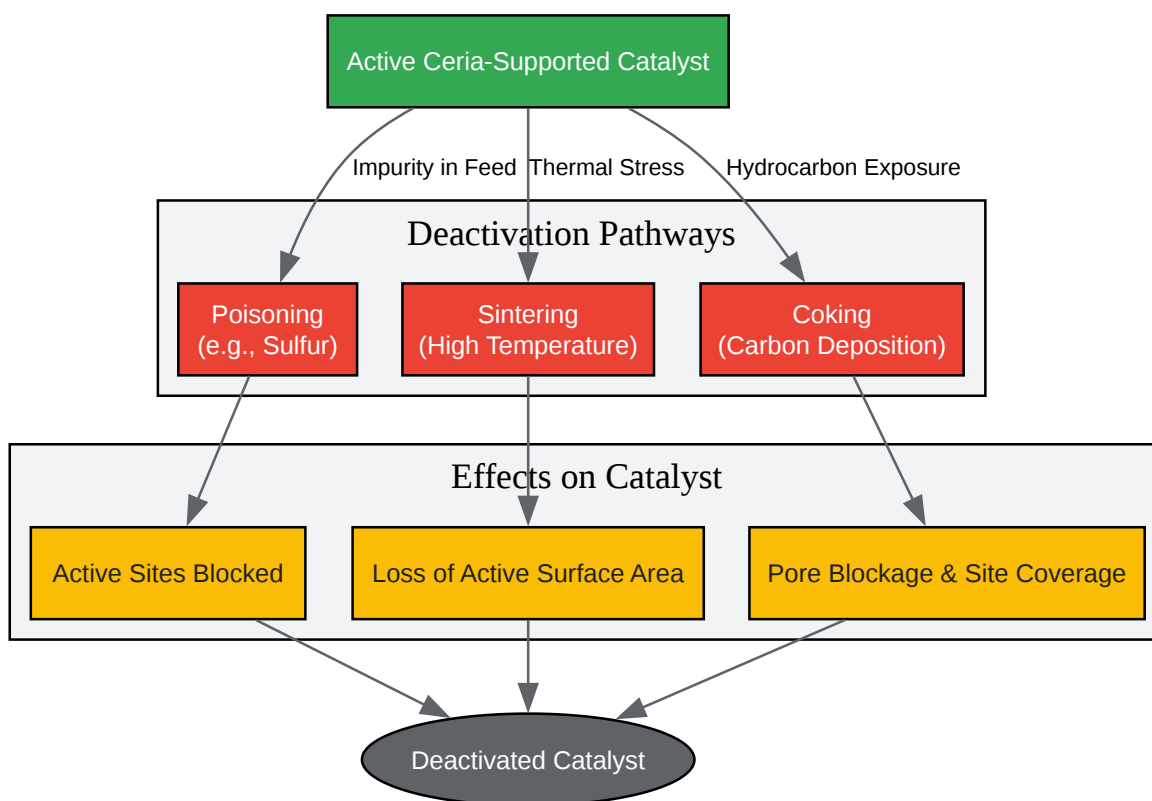 Active Ceria-Supported Catalyst
Impurity in Feed
Thermal Stress
Hydrocarbon Exposure
Deactivation Pathways
Poisoning
(e.g., Sulfur)
Sintering
(High Temperature)
Coking
(Carbon Deposition)
Effects on Catalyst
Active Sites Blocked
Loss of Active Surface Area
Pore Blockage & Site Coverage
Deactivated Catalyst